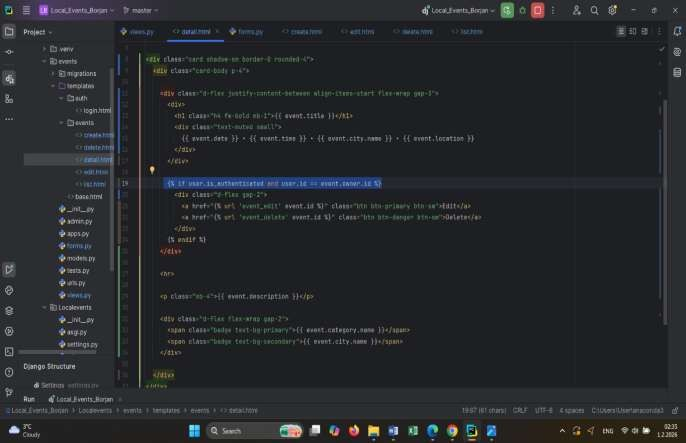 LB Local_Events_Borjan master Local_Events_Borjan
Project
views.py detail.html forms.py create.html edit.html delete.html list.html
.venv
events
migrations
templates
auth
login.html
events
create.html
delete.html
detail.html
edit.html
list.html
base.html
__init__.py
admin.py
apps.py
forms.py
models.py
tests.py
urls.py
views.py
Localevents
__init__.py
asgi.py
settings.py
Django Structure
Settings settings.py
<div class="card shadow-sm border-0 rounded-4">
<div class="card-body p-4">
<div class="d-flex justify-content-between align-items-start flex-wrap gap-3">
<div>
<h1 class="h4 fw-bold mb-1">{{ event.title }}</h1>
<div class="text-muted small">
{{ event.date }} • {{ event.time }} • {{ event.city.name }} • {{ event.location }}
</div>
</div>
19 {% if user.is_authenticated and user.id == event.owner.id %}
<div class="d-flex gap-2">
<a href="{% url 'event_edit' event.id %}" class="btn btn-primary btn-sm">Edit</a>
<a href="{% url 'event_delete' event.id %}" class="btn btn-danger btn-sm">Delete</a>
</div>
{% endif %}
</div>
<hr>
<p class="mb-4">{{ event.description }}</p>
<div class="d-flex flex-wrap gap-2">
<span class="badge text-bg-primary">{{ event.category.name }}</span>
<span class="badge text-bg-secondary">{{ event.city.name }}</span>
</div>
</div>
</div>
Run Local_Events_Borjan
Local_Events_Borjan > Localevents > events > templates > events > detail.html 19:67 (61 chars) CRLF UTF-8 4 spaces C:\Users\User\anaconda3
3°C
Cloudy
Search
ENG
02:35
1.2.2026